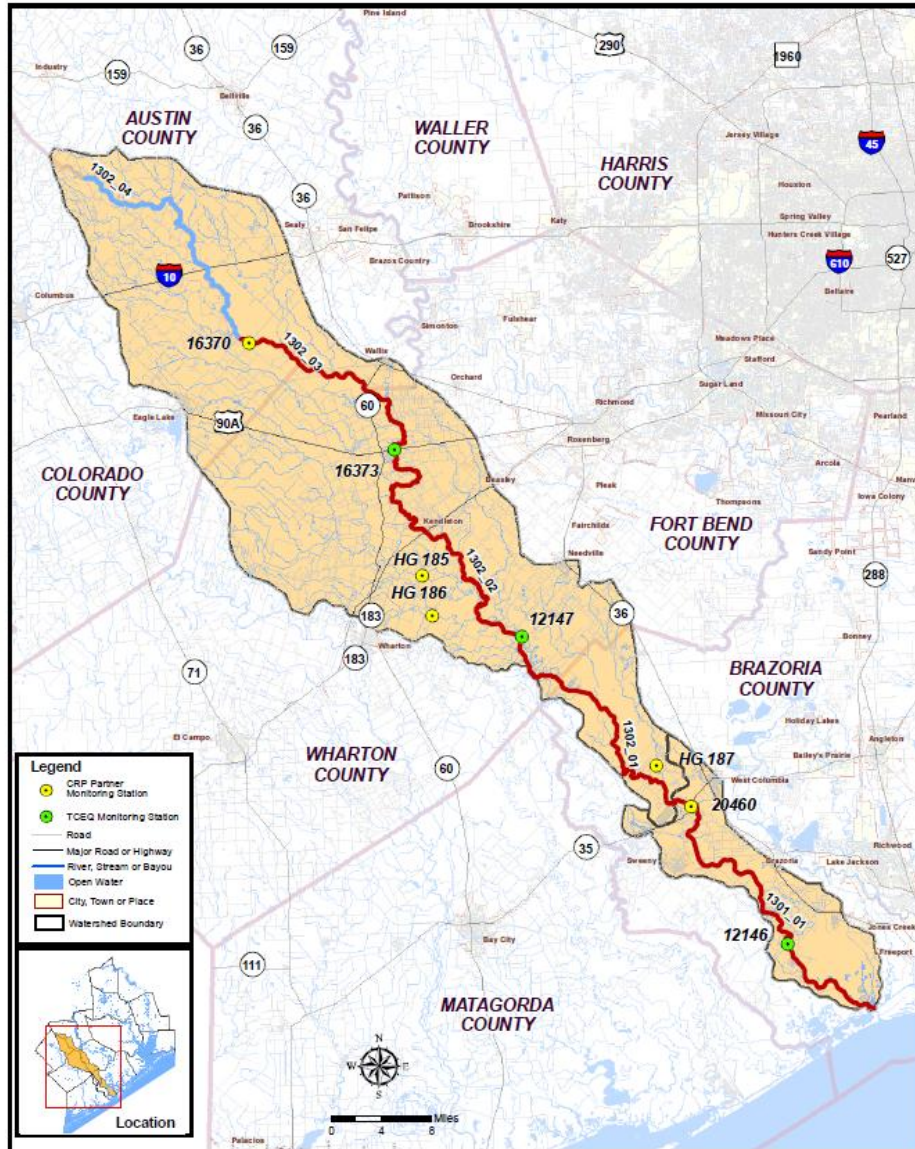 Pine Island
290
159
36
1960
Industry
159
Bellville
AUSTIN
COUNTY
36
WALLER
COUNTY
Jersey Village
45
HARRIS
COUNTY
1302_04
36
Pattison
Houston
Sealy
San Felipe
Brookshire
Katy
Spring Valley
Hunters Creek Village
Brazos Country
527
10
610
Columbus
Bellaire
Simonton
Fulshear
16370
1302_03
Wallis
Meadows Place
Stafford
Orchard
Sugar Land
60
Eagle Lake
90A
Richmond
Missouri City
Pearland
Rosenberg
COLORADO
COUNTY
16373
Beasley
Arcola
Pleak
Iowa Colony
Thompsons
Kendleton
Fairchilds
FORT BEND
COUNTY
HG 185
1302_02
Needville
Sandy Point
HG 186
288
12147
183
36
Wharton
Bonney
183
71
BRAZORIA
COUNTY
Holiday Lakes
El Campo
1302_01
Angleton
WHARTON
COUNTY
HG 187
Bailey's Prairie
60
West Columbia
20460
35
Richwood
Sweeny
Brazoria
Lake Jackson
1301_01
Jones Creek
12146
Bay City
Freeport
111
MATAGORDA
COUNTY
Palacios
Legend
CRP Partner
Monitoring Station
TCEQ Monitoring Station
Road
Major Road or Highway
River, Stream or Bayou
Open Water
City, Town or Place
Watershed Boundary
Location
N
W E
S
Miles
0 4 8